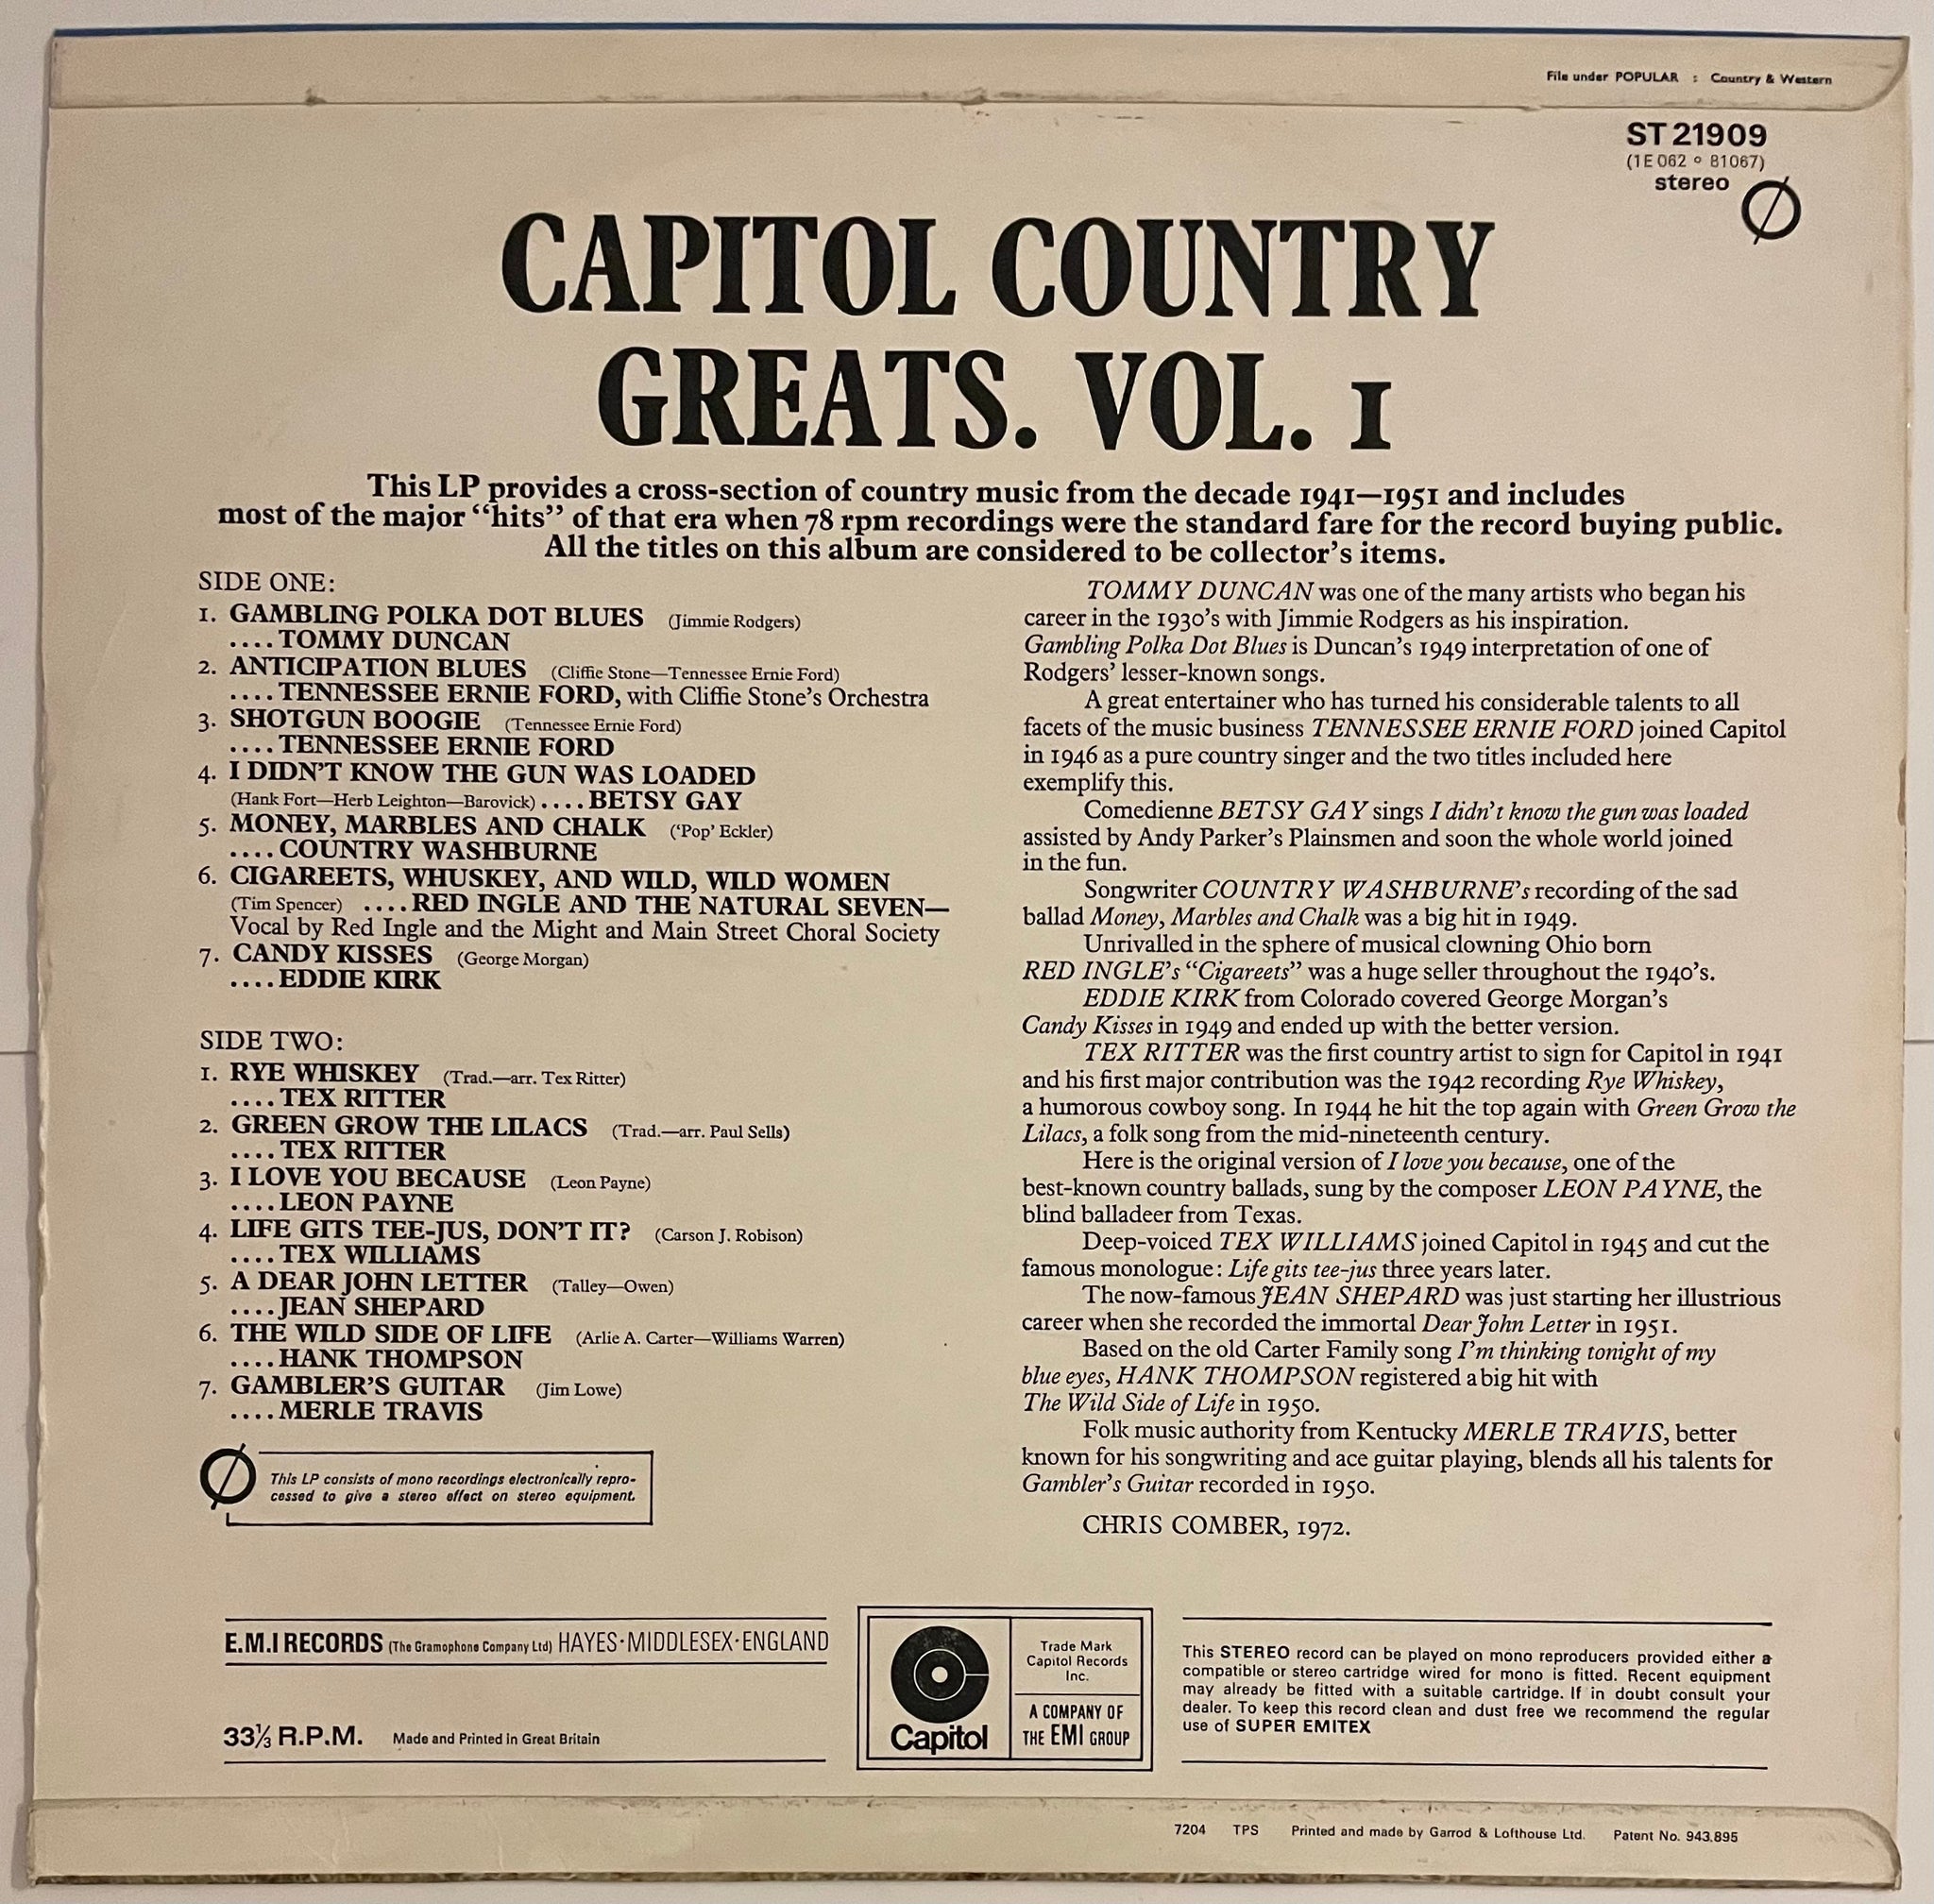 File under POPULAR : Country & Western
ST 21909
(1E 062 ○ 81067)
stereo
CAPITOL COUNTRY
GREATS. VOL. 1
This LP provides a cross-section of country music from the decade 1941—1951 and includes
most of the major “hits” of that era when 78 rpm recordings were the standard fare for the record buying public.
All the titles on this album are considered to be collector’s items.
SIDE ONE:
1. GAMBLING POLKA DOT BLUES (Jimmie Rodgers)
....TOMMY DUNCAN
2. ANTICIPATION BLUES (Cliffie Stone—Tennessee Ernie Ford)
....TENNESSEE ERNIE FORD, with Cliffie Stone’s Orchestra
3. SHOTGUN BOOGIE (Tennessee Ernie Ford)
....TENNESSEE ERNIE FORD
4. I DIDN’T KNOW THE GUN WAS LOADED
(Hank Fort—Herb Leighton—Barovick)....BETSY GAY
5. MONEY, MARBLES AND CHALK (‘Pop’ Eckler)
....COUNTRY WASHBURNE
6. CIGAREETS, WHUSKEY, AND WILD, WILD WOMEN
(Tim Spencer) ....RED INGLE AND THE NATURAL SEVEN—
Vocal by Red Ingle and the Might and Main Street Choral Society
7. CANDY KISSES (George Morgan)
....EDDIE KIRK
SIDE TWO:
1. RYE WHISKEY (Trad.—arr. Tex Ritter)
....TEX RITTER
2. GREEN GROW THE LILACS (Trad.—arr. Paul Sells)
....TEX RITTER
3. I LOVE YOU BECAUSE (Leon Payne)
....LEON PAYNE
4. LIFE GITS TEE-JUS, DON’T IT? (Carson J. Robison)
....TEX WILLIAMS
5. A DEAR JOHN LETTER (Talley—Owen)
....JEAN SHEPARD
6. THE WILD SIDE OF LIFE (Arlie A. Carter—Williams Warren)
....HANK THOMPSON
7. GAMBLER’S GUITAR (Jim Lowe)
....MERLE TRAVIS
This LP consists of mono recordings electronically repro-
cessed to give a stereo effect on stereo equipment.
TOMMY DUNCAN was one of the many artists who began his
career in the 1930’s with Jimmie Rodgers as his inspiration.
Gambling Polka Dot Blues is Duncan’s 1949 interpretation of one of
Rodgers’ lesser-known songs.
A great entertainer who has turned his considerable talents to all
facets of the music business TENNESSEE ERNIE FORD joined Capitol
in 1946 as a pure country singer and the two titles included here
exemplify this.
Comedienne BETSY GAY sings I didn’t know the gun was loaded
assisted by Andy Parker’s Plainsmen and soon the whole world joined
in the fun.
Songwriter COUNTRY WASHBURNE’s recording of the sad
ballad Money, Marbles and Chalk was a big hit in 1949.
Unrivalled in the sphere of musical clowning Ohio born
RED INGLE’s “Cigareets” was a huge seller throughout the 1940’s.
EDDIE KIRK from Colorado covered George Morgan’s
Candy Kisses in 1949 and ended up with the better version.
TEX RITTER was the first country artist to sign for Capitol in 1941
and his first major contribution was the 1942 recording Rye Whiskey,
a humorous cowboy song. In 1944 he hit the top again with Green Grow the
Lilacs, a folk song from the mid-nineteenth century.
Here is the original version of I love you because, one of the
best-known country ballads, sung by the composer LEON PAYNE, the
blind balladeer from Texas.
Deep-voiced TEX WILLIAMS joined Capitol in 1945 and cut the
famous monologue: Life gits tee-jus three years later.
The now-famous JEAN SHEPARD was just starting her illustrious
career when she recorded the immortal Dear John Letter in 1951.
Based on the old Carter Family song I’m thinking tonight of my
blue eyes, HANK THOMPSON registered a big hit with
The Wild Side of Life in 1950.
Folk music authority from Kentucky MERLE TRAVIS, better
known for his songwriting and ace guitar playing, blends all his talents for
Gambler’s Guitar recorded in 1950.
CHRIS COMBER, 1972.
E.M.I RECORDS (The Gramophone Company Ltd) HAYES·MIDDLESEX·ENGLAND
33⅓ R.P.M. Made and Printed in Great Britain
Capitol
Trade Mark
Capitol Records
Inc.
A COMPANY OF
THE EMI GROUP
This STEREO record can be played on mono reproducers provided either a
compatible or stereo cartridge wired for mono is fitted. Recent equipment
may already be fitted with a suitable cartridge. If in doubt consult your
dealer. To keep this record clean and dust free we recommend the regular
use of SUPER EMITEX
7204 TPS Printed and made by Garrod & Lofthouse Ltd. Patent No. 943,895